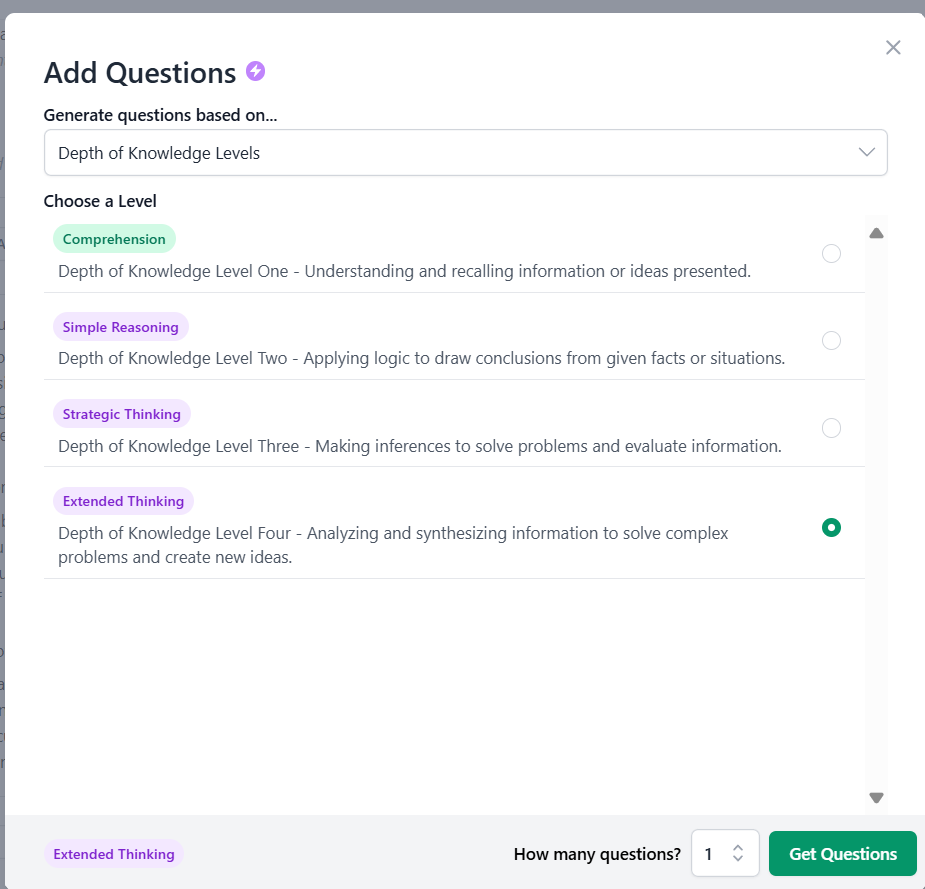 Add Questions
Generate questions based on...
Depth of Knowledge Levels
Choose a Level
Comprehension
Depth of Knowledge Level One - Understanding and recalling information or ideas presented.
Simple Reasoning
Depth of Knowledge Level Two - Applying logic to draw conclusions from given facts or situations.
Strategic Thinking
Depth of Knowledge Level Three - Making inferences to solve problems and evaluate information.
Extended Thinking
Depth of Knowledge Level Four - Analyzing and synthesizing information to solve complex
problems and create new ideas.
Extended Thinking
How many questions?
1
Get Questions